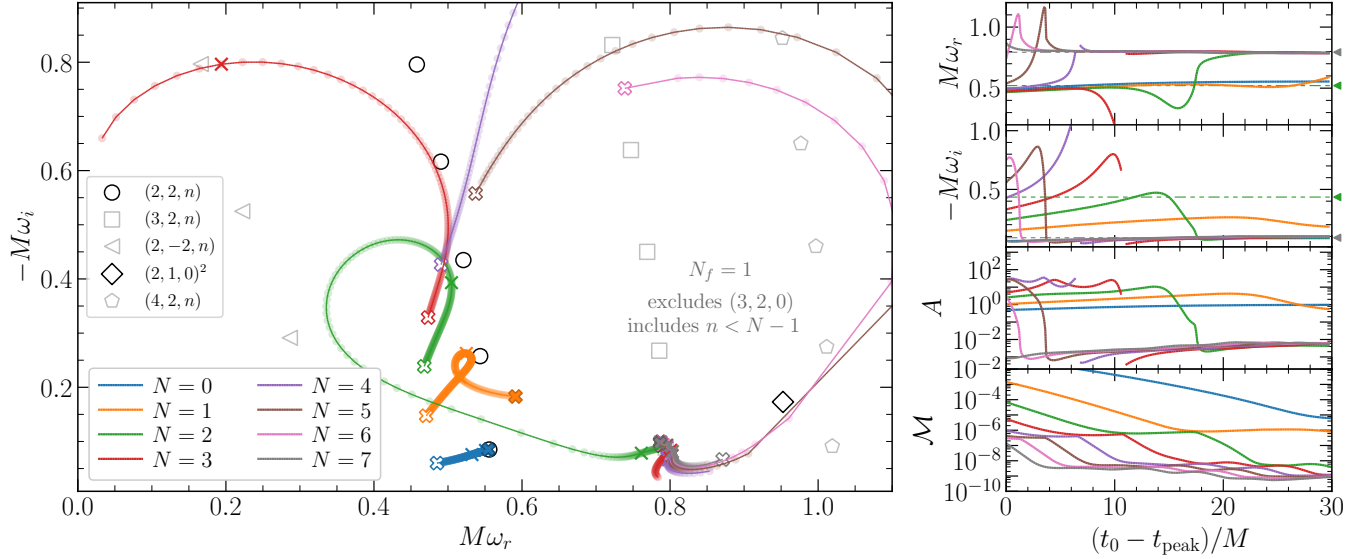 0.8
0.6
0.4
0.2
0.0
−Mω_i
0.0
0.2
0.4
0.6
0.8
1.0
Mω_r
(2, 2, n)
(3, 2, n)
(2, −2, n)
(2, 1, 0)²
(4, 2, n)
N_f = 1
excludes (3, 2, 0)
includes n < N − 1
N = 0
N = 1
N = 2
N = 3
N = 4
N = 5
N = 6
N = 7
1.0
0.5
Mω_r
1.0
0.5
−Mω_i
10²
10⁰
10⁻²
A
10⁻²
10⁻⁴
10⁻⁶
10⁻⁸
10⁻¹⁰
ℳ
0
10
20
30
(t₀ − t_peak)/M